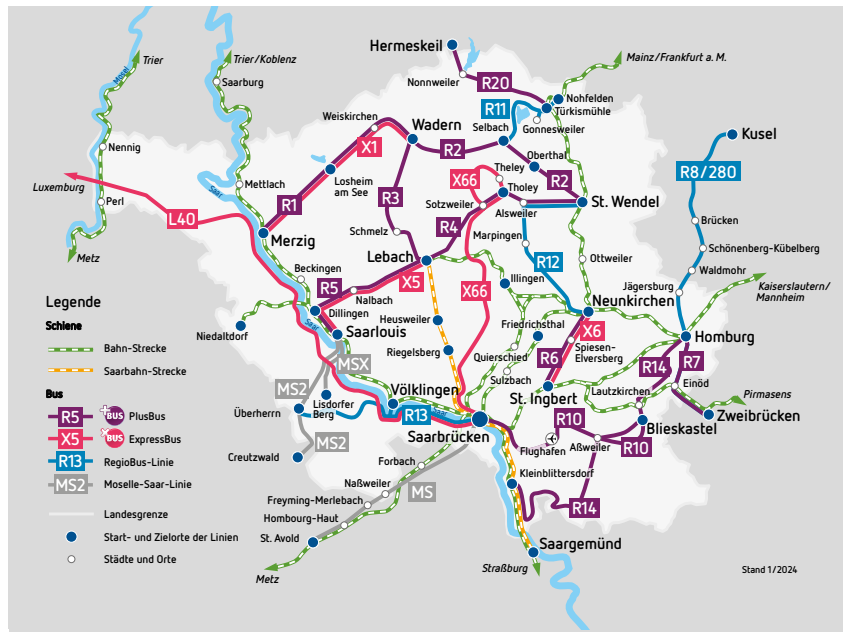 Hermeskeil
Trier
Trier/Koblenz
Mainz/Frankfurt a. M.
Mosel
Saarburg
Nonnweiler
R20
Nohfelden
Türkismühle
R11
Gonnesweiler
Weiskirchen
Wadern
Selbach
Kusel
X1
R2
Oberthal
Nennig
Theley
R8/280
Luxemburg
Mettlach
Saar
Losheim
am See
X66
Tholey
R2
Perl
R1
R3
Sotzweiler
St. Wendel
L40
Alsweiler
Brücken
Merzig
Schmelz
R4
Marpingen
Schönenberg-Kübelberg
Metz
Lebach
R12
Ottweiler
Waldmohr
Beckingen
X5
Illingen
Jägersburg
Kaiserslautern/
Mannheim
R5
Nalbach
X66
Neunkirchen
Legende
Dillingen
Heusweiler
Friedrichsthal
X6
Schiene
Niedaltdorf
Saar
Saarlouis
Spiesen-
Elversberg
Homburg
Bahn-Strecke
Riegelsberg
Quierschied
R6
R14
R7
Saarbahn-Strecke
MSX
Sulzbach
St. Ingbert
Lautzkirchen
Einöd
Pirmasens
Bus
MS2
Völklingen
R5
+BUS
PlusBus
Überherrn
Lisdorfer
Berg
R13
Saar
R10
Zweibrücken
X5
×BUS
ExpressBus
Saarbrücken
Blieskastel
R13
RegioBus-Linie
MS2
Creutzwald
Flughafen
Aßweiler
R10
MS2
Moselle-Saar-Linie
Forbach
Kleinblittersdorf
Naßweiler
MS
Landesgrenze
Freyming-Merlebach
R14
Start- und Zielorte der Linien
Hombourg-Haut
Städte und Orte
St. Avold
Saargemünd
Metz
Straßburg
Stand 1/2024